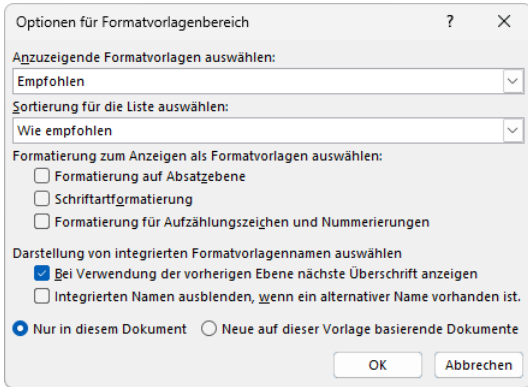 Optionen für Formatvorlagenbereich ?
Anzuzeigende Formatvorlagen auswählen:
Empfohlen
Sortierung für die Liste auswählen:
Wie empfohlen
Formatierung zum Anzeigen als Formatvorlagen auswählen:
Formatierung auf Absatzebene
Schriftartformatierung
Formatierung für Aufzählungszeichen und Nummerierungen
Darstellung von integrierten Formatvorlagennamen auswählen
Bei Verwendung der vorherigen Ebene nächste Überschrift anzeigen
Integrierten Namen ausblenden, wenn ein alternativer Name vorhanden ist.
Nur in diesem Dokument Neue auf dieser Vorlage basierende Dokumente
OK Abbrechen